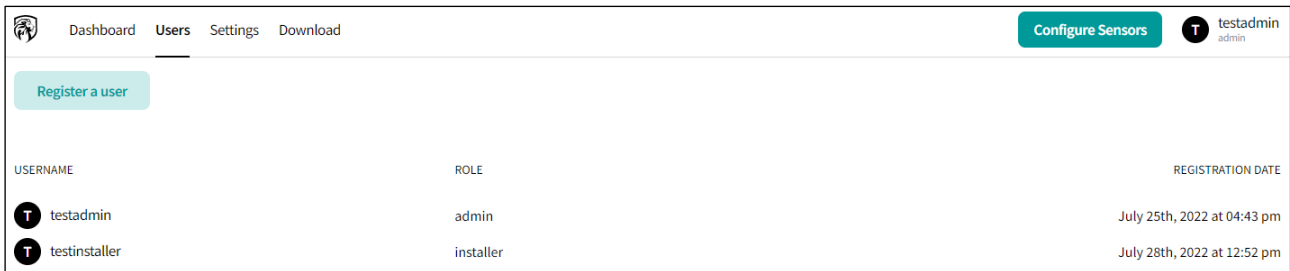 Dashboard Users Settings Download Configure Sensors T testadmin
admin
Register a user
USERNAME ROLE REGISTRATION DATE
T testadmin admin July 25th, 2022 at 04:43 pm
T testinstaller installer July 28th, 2022 at 12:52 pm